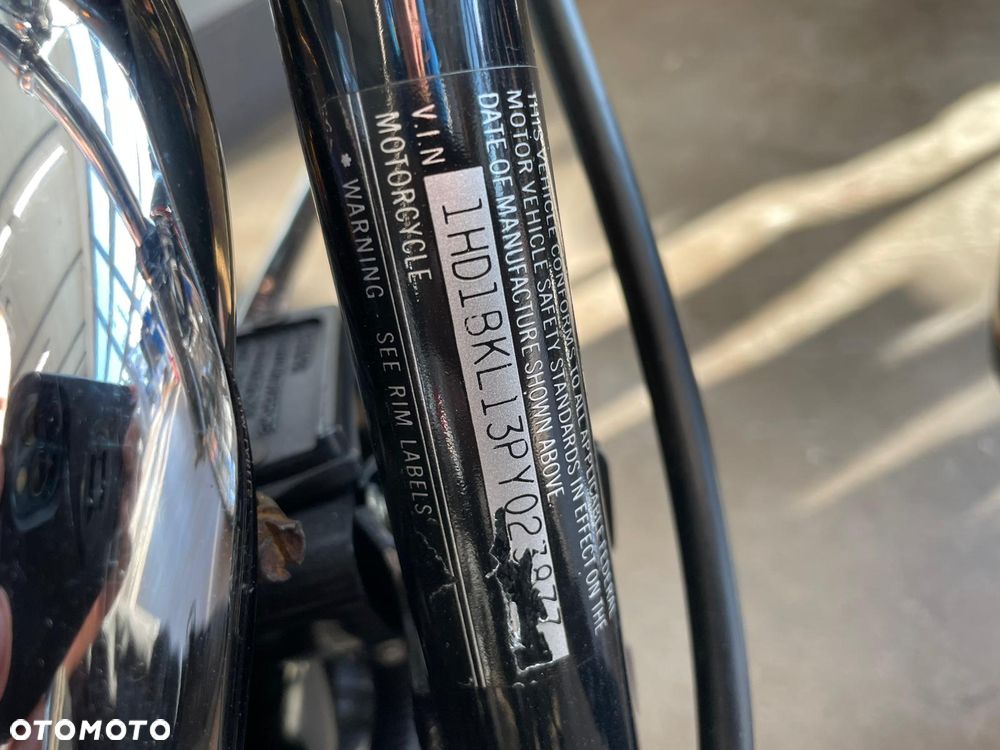 THIS VEHICLE CONFORMS TO ALL APPLICABLE
MOTOR VEHICLE SAFETY STANDARDS IN EFFECT ON THE
DATE OF MANUFACTURE SHOWN ABOVE.
V.I.N
MOTORCYCLE
* WARNING SEE RIM LABELS
OTOMOTO